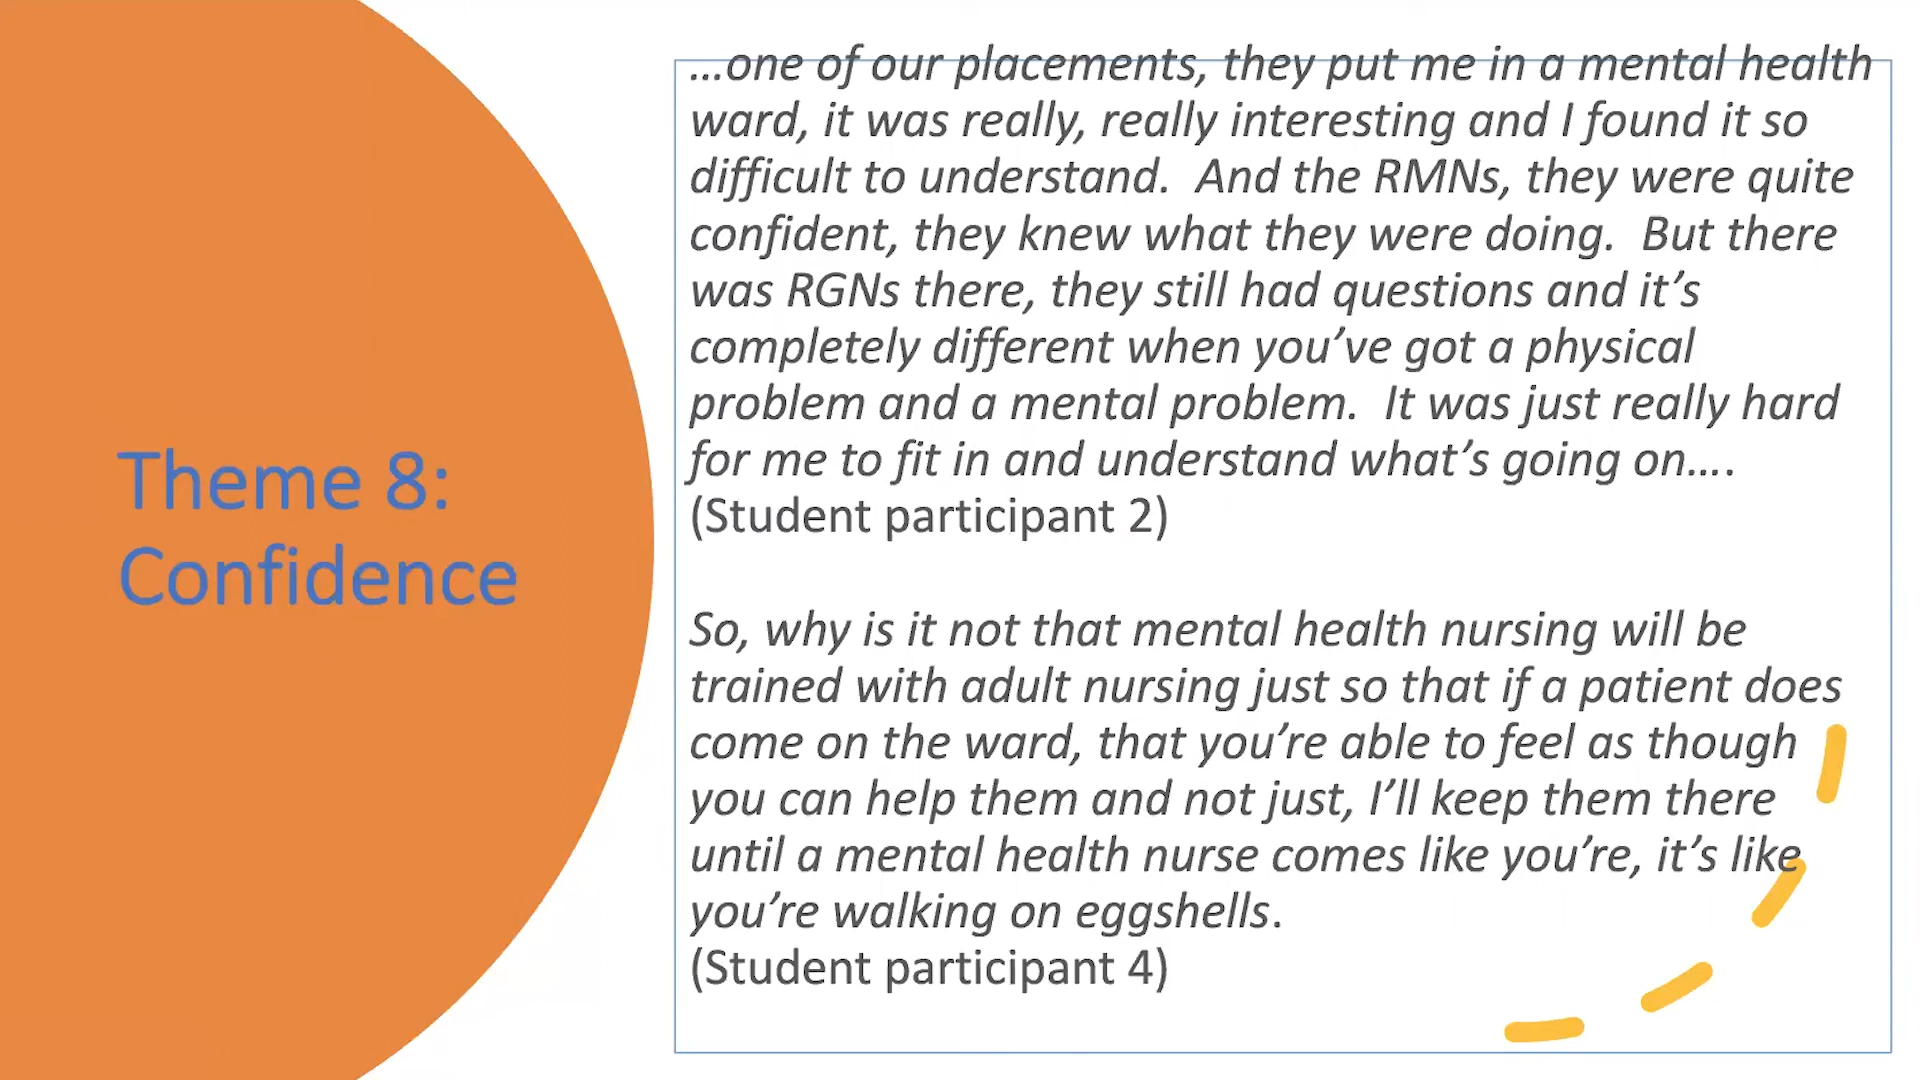 Theme 8:
Confidence
…one of our placements, they put me in a mental health
ward, it was really, really interesting and I found it so
difficult to understand.  And the RMNs, they were quite
confident, they knew what they were doing.  But there
was RGNs there, they still had questions and it’s
completely different when you’ve got a physical
problem and a mental problem.  It was just really hard
for me to fit in and understand what’s going on….
(Student participant 2)
So, why is it not that mental health nursing will be
trained with adult nursing just so that if a patient does
come on the ward, that you’re able to feel as though
you can help them and not just, I’ll keep them there
until a mental health nurse comes like you’re, it’s like
you’re walking on eggshells.
(Student participant 4)